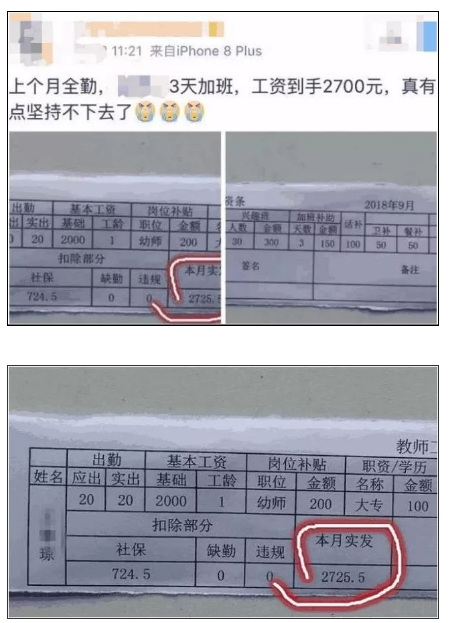 11:21 来自iPhone 8 Plus
上个月全勤，3天加班，工资到手2700元，真有
点坚持不下去了😭😭😭
出勤 基本工资 岗位补贴
出 实出 基础 工龄 职位 金额
20 2000 1 幼师 200
扣除部分
社保 缺勤 违规 本月实发
724.5 0 0 2725.5
资条 2018年9月
兴趣班 加班补助 话补
人数 金额 天数 金额 卫补 餐补
30 300 3 150 100 50 50
签名 备注
教师工
姓名 出勤 基本工资 岗位补贴 职资/学历
应出 实出 基础 工龄 职位 金额 名称 金额
20 20 2000 1 幼师 200 大专 100
琼 扣除部分 本月实发
社保 缺勤 违规
724.5 0 0 2725.5